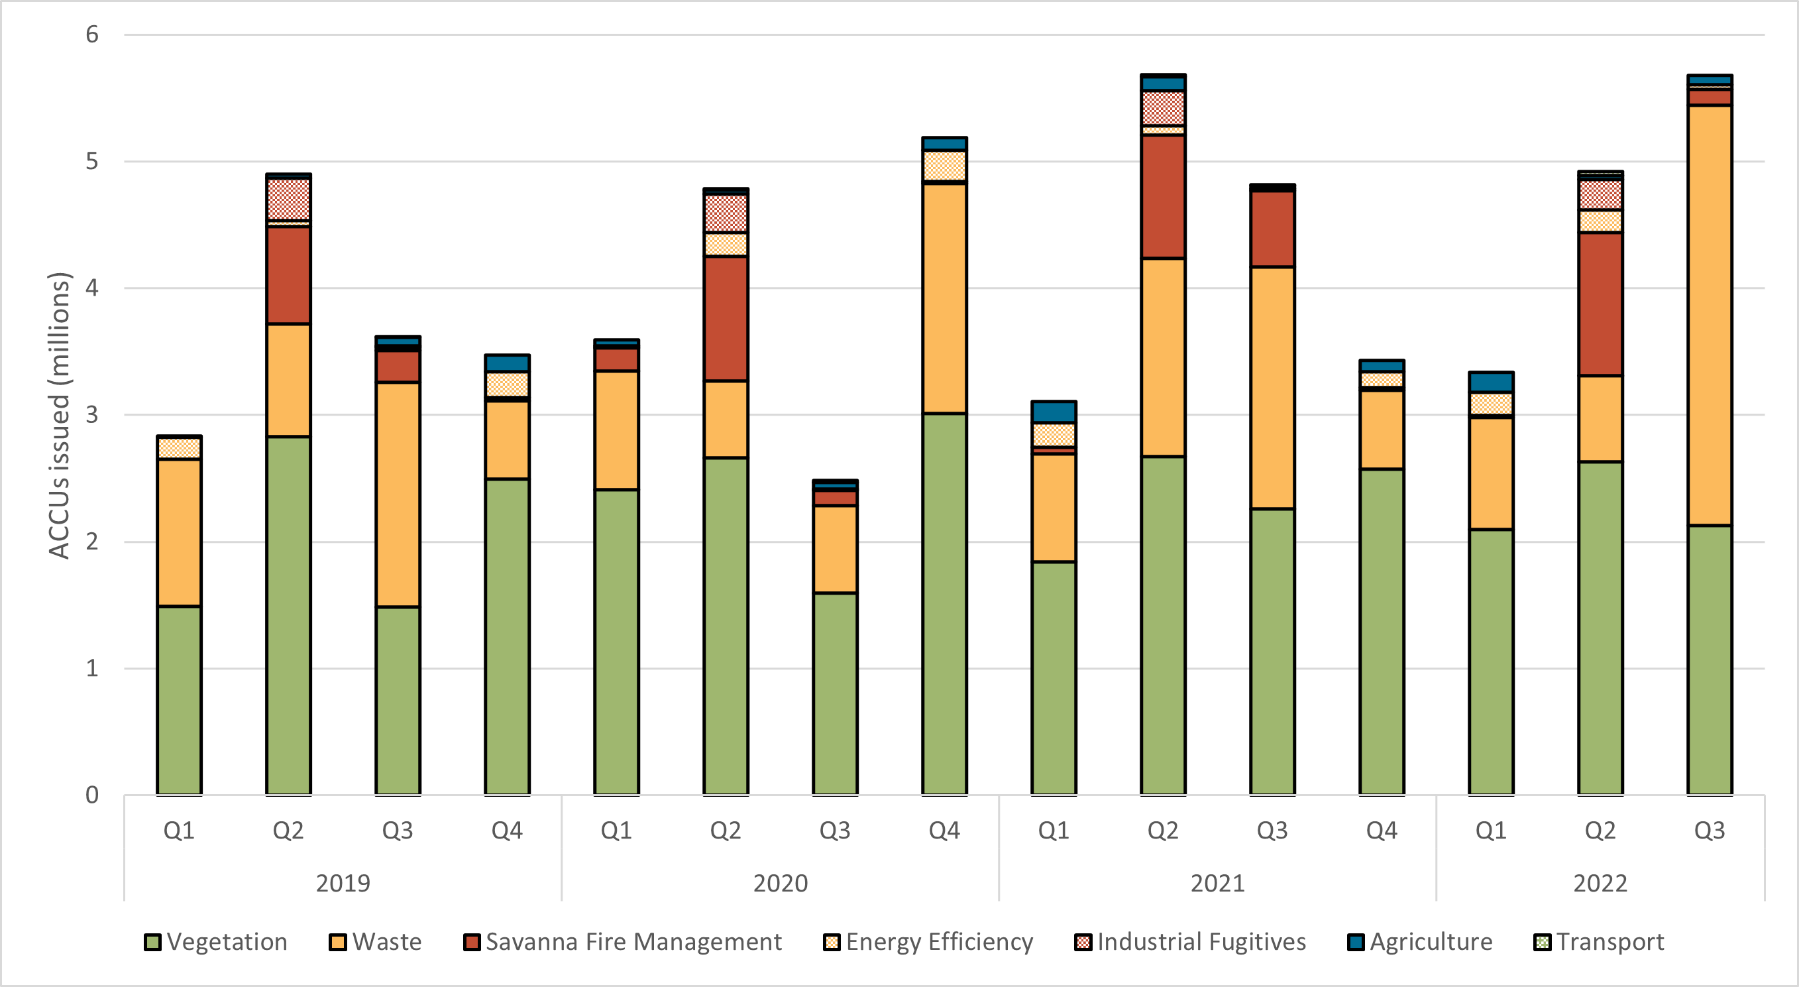 6
5
4
3
2
1
0
ACCUs issued (millions)
Q1 Q2 Q3 Q4 Q1 Q2 Q3 Q4 Q1 Q2 Q3 Q4 Q1 Q2 Q3
2019 2020 2021 2022
Vegetation Waste Savanna Fire Management Energy Efficiency Industrial Fugitives Agriculture Transport